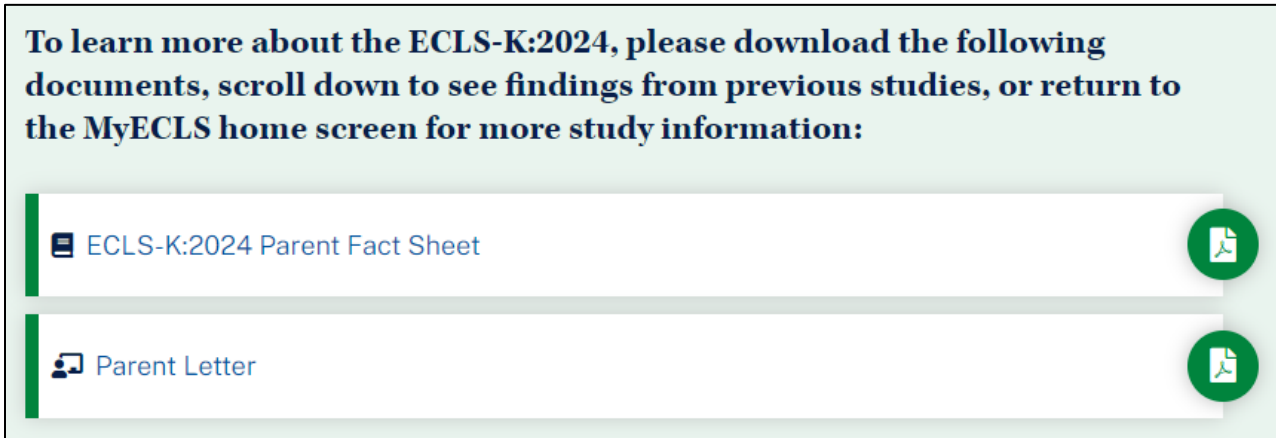 To learn more about the ECLS-K:2024, please download the following
documents, scroll down to see findings from previous studies, or return to
the MyECLS home screen for more study information:
ECLS-K:2024 Parent Fact Sheet
Parent Letter